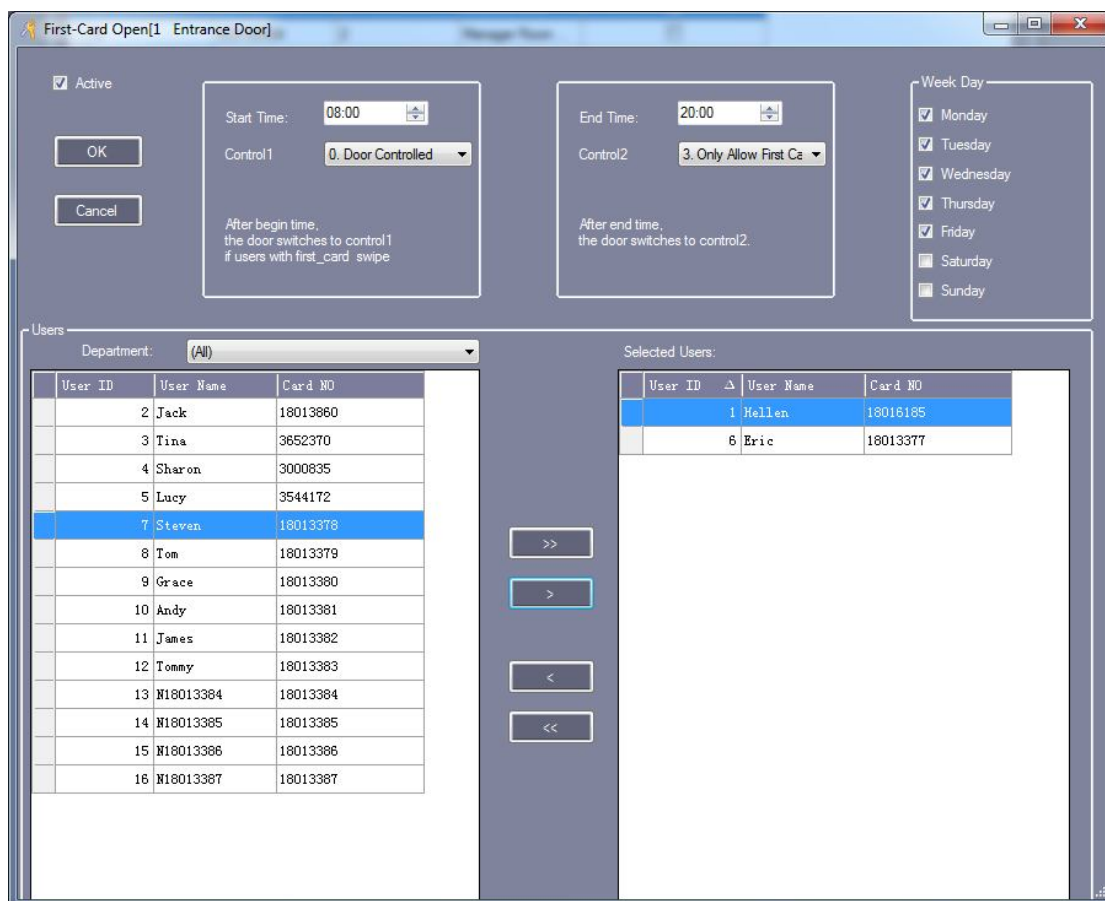 First-Card Open[1 Entrance Door]
Active
OK
Cancel
Start Time: 08:00
Control1 0. Door Controlled
After begin time,
the door switches to control1
if users with first_card swipe
End Time: 20:00
Control2 3. Only Allow First Ca
After end time,
the door switches to control2.
Week Day
Monday
Tuesday
Wednesday
Thursday
Friday
Saturday
Sunday
Users
Department: (All)
User ID User Name Card NO
2 Jack 18013860
3 Tina 3652370
4 Sharon 3000835
5 Lucy 3544172
7 Steven 18013378
8 Tom 18013379
9 Grace 18013380
10 Andy 18013381
11 James 18013382
12 Tommy 18013383
13 N18013384 18013384
14 N18013385 18013385
15 N18013386 18013386
16 N18013387 18013387
>>
>
<
<<
Selected Users:
User ID Δ User Name Card NO
1 Hellen 18016185
6 Eric 18013377